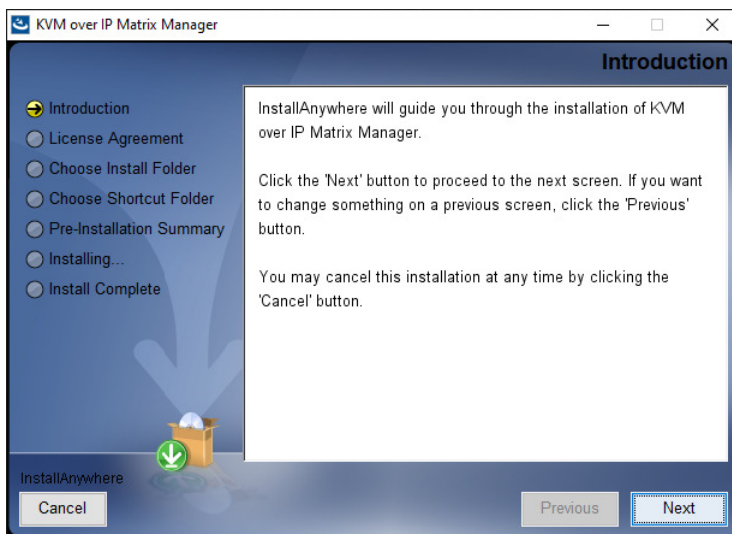 KVM over IP Matrix Manager
Introduction
Introduction
License Agreement
Choose Install Folder
Choose Shortcut Folder
Pre-Installation Summary
Installing...
Install Complete
InstallAnywhere will guide you through the installation of KVM
over IP Matrix Manager.
Click the 'Next' button to proceed to the next screen. If you want
to change something on a previous screen, click the 'Previous'
button.
You may cancel this installation at any time by clicking the
'Cancel' button.
InstallAnywhere
Cancel
Previous
Next